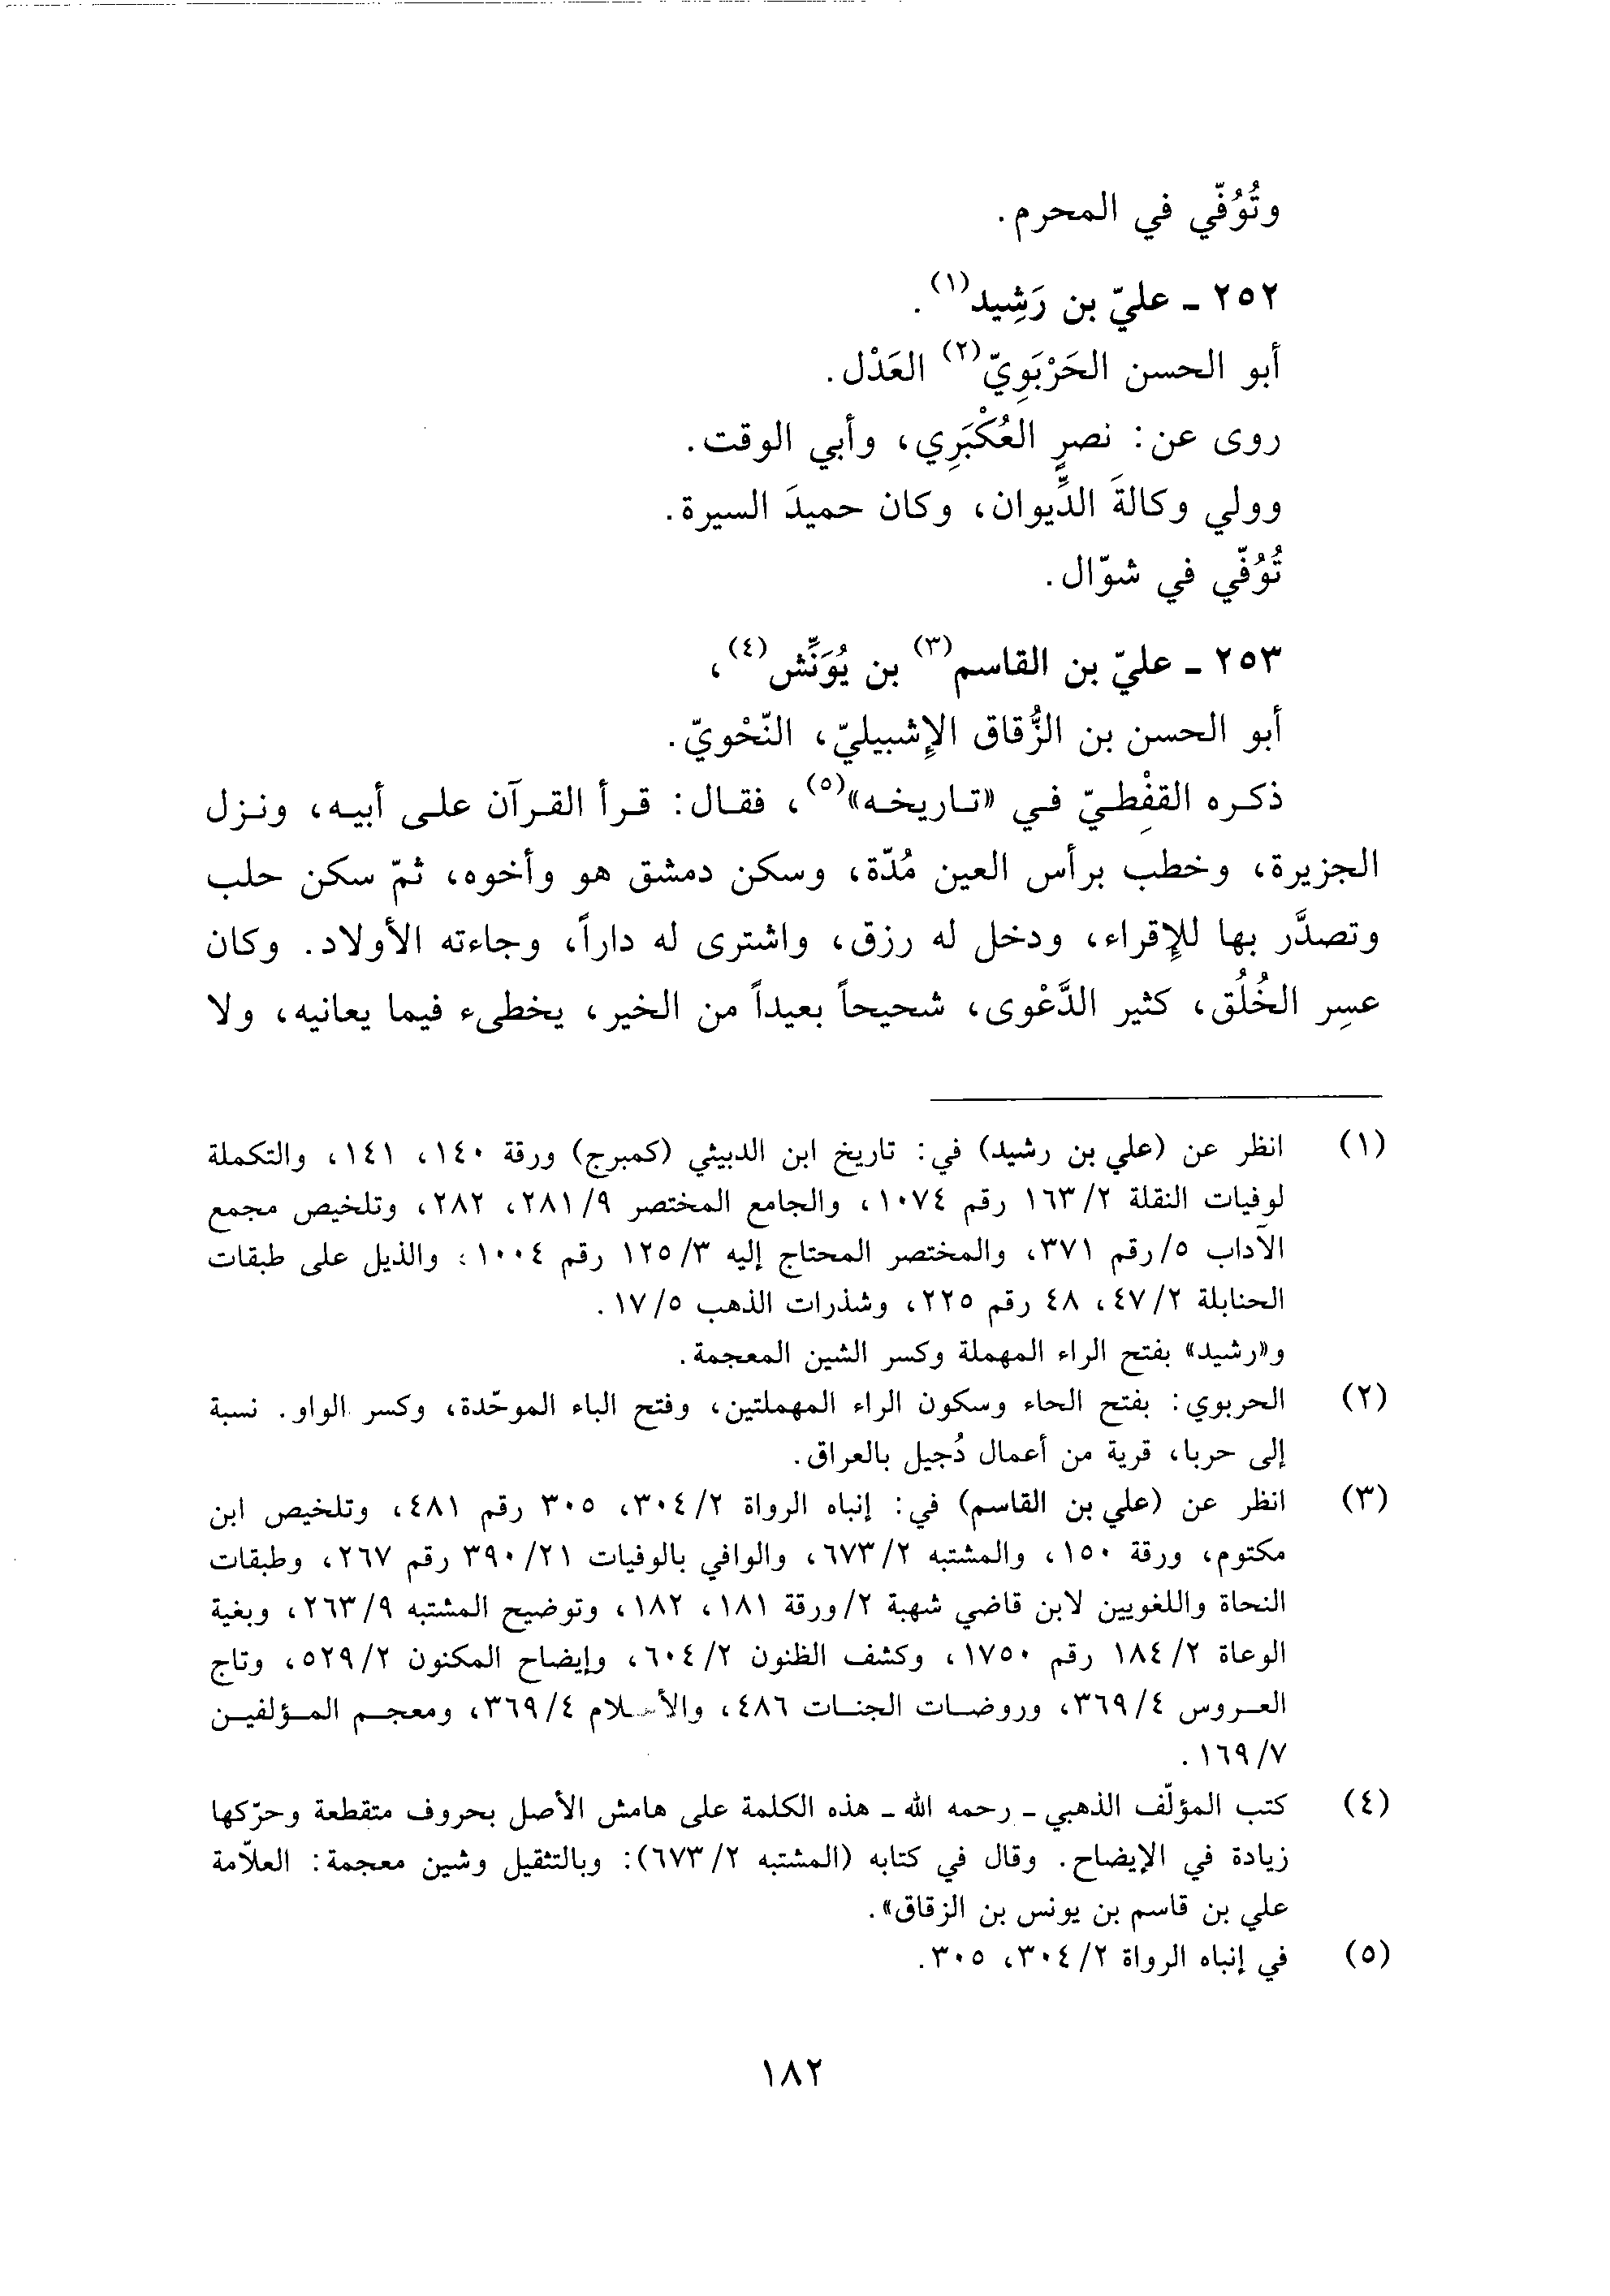 وتُوُفّي في المحرم.
٢٥٢ ـ عليّ بن رَشِيد(١).
أبو الحسن الحَرْبَوِيّ(٢) العَدْل.
روى عن: نصرٍ العُكْبَرِي، وأبي الوقت.
وولي وكالةَ الدِّيوان، وكان حميدَ السيرة.
تُوُفّي في شوّال.
٢٥٣ ـ عليّ بن القاسم(٣) بن يُوَنِّش(٤)،
أبو الحسن بن الزُّقاق الإشبيليّ، النّحْويّ.
ذكره القفْطيّ في «تاريخه»(٥)، فقال: قرأ القرآن على أبيه، ونزل
الجزيرة، وخطب برأس العين مُدّة، وسكن دمشق هو وأخوه، ثمّ سكن حلب
وتصدَّر بها للإقراء، ودخل له رزق، واشترى له داراً، وجاءته الأولاد. وكان
عسِر الخُلُق، كثير الدَّعْوى، شحيحاً بعيداً من الخير، يخطىء فيما يعانيه، ولا
(١) انظر عن (علي بن رشيد) في: تاريخ ابن الدبيثي (كمبرج) ورقة ١٤٠، ١٤١، والتكملة
لوفيات النقلة ٢/١٦٣ رقم ١٠٧٤، والجامع المختصر ٩/٢٨١، ٢٨٢، وتلخيص مجمع
الآداب ٥/رقم ٣٧١، والمختصر المحتاج إليه ٣/١٢٥ رقم ١٠٠٤، والذيل على طبقات
الحنابلة ٢/٤٧، ٤٨ رقم ٢٢٥، وشذرات الذهب ٥/١٧.
و«رشيد» بفتح الراء المهملة وكسر الشين المعجمة.
(٢) الحربوي: بفتح الحاء وسكون الراء المهملتين، وفتح الباء الموحّدة، وكسر الواو. نسبة
إلى حربا، قرية من أعمال دُجيل بالعراق.
(٣) انظر عن (علي بن القاسم) في: إنباه الرواة ٢/٣٠٤، ٣٠٥ رقم ٤٨١، وتلخيص ابن
مكتوم، ورقة ١٥٠، والمشتبه ٢/٦٧٣، والوافي بالوفيات ٢١/٣٩٠ رقم ٢٦٧، وطبقات
النحاة واللغويين لابن قاضي شهبة ٢/ورقة ١٨١، ١٨٢، وتوضيح المشتبه ٩/٢٦٣، وبغية
الوعاة ٢/١٨٤ رقم ١٧٥٠، وكشف الظنون ٢/٦٠٤، وإيضاح المكنون ٢/٥٢٩، وتاج
العروس ٤/٣٦٩، وروضات الجنات ٤٨٦، والأعلام ٤/٣٦٩، ومعجم المؤلفين
٧/١٦٩.
(٤) كتب المؤلّف الذهبي ـ رحمه الله ـ هذه الكلمة على هامش الأصل بحروف متقطعة وحرّكها
زيادة في الإيضاح. وقال في كتابه (المشتبه ٢/٦٧٣): وبالتثقيل وشين معجمة: العلاّمة
علي بن قاسم بن يونس بن الزقاق».
(٥) في إنباه الرواة ٢/٣٠٤، ٣٠٥.
١٨٢